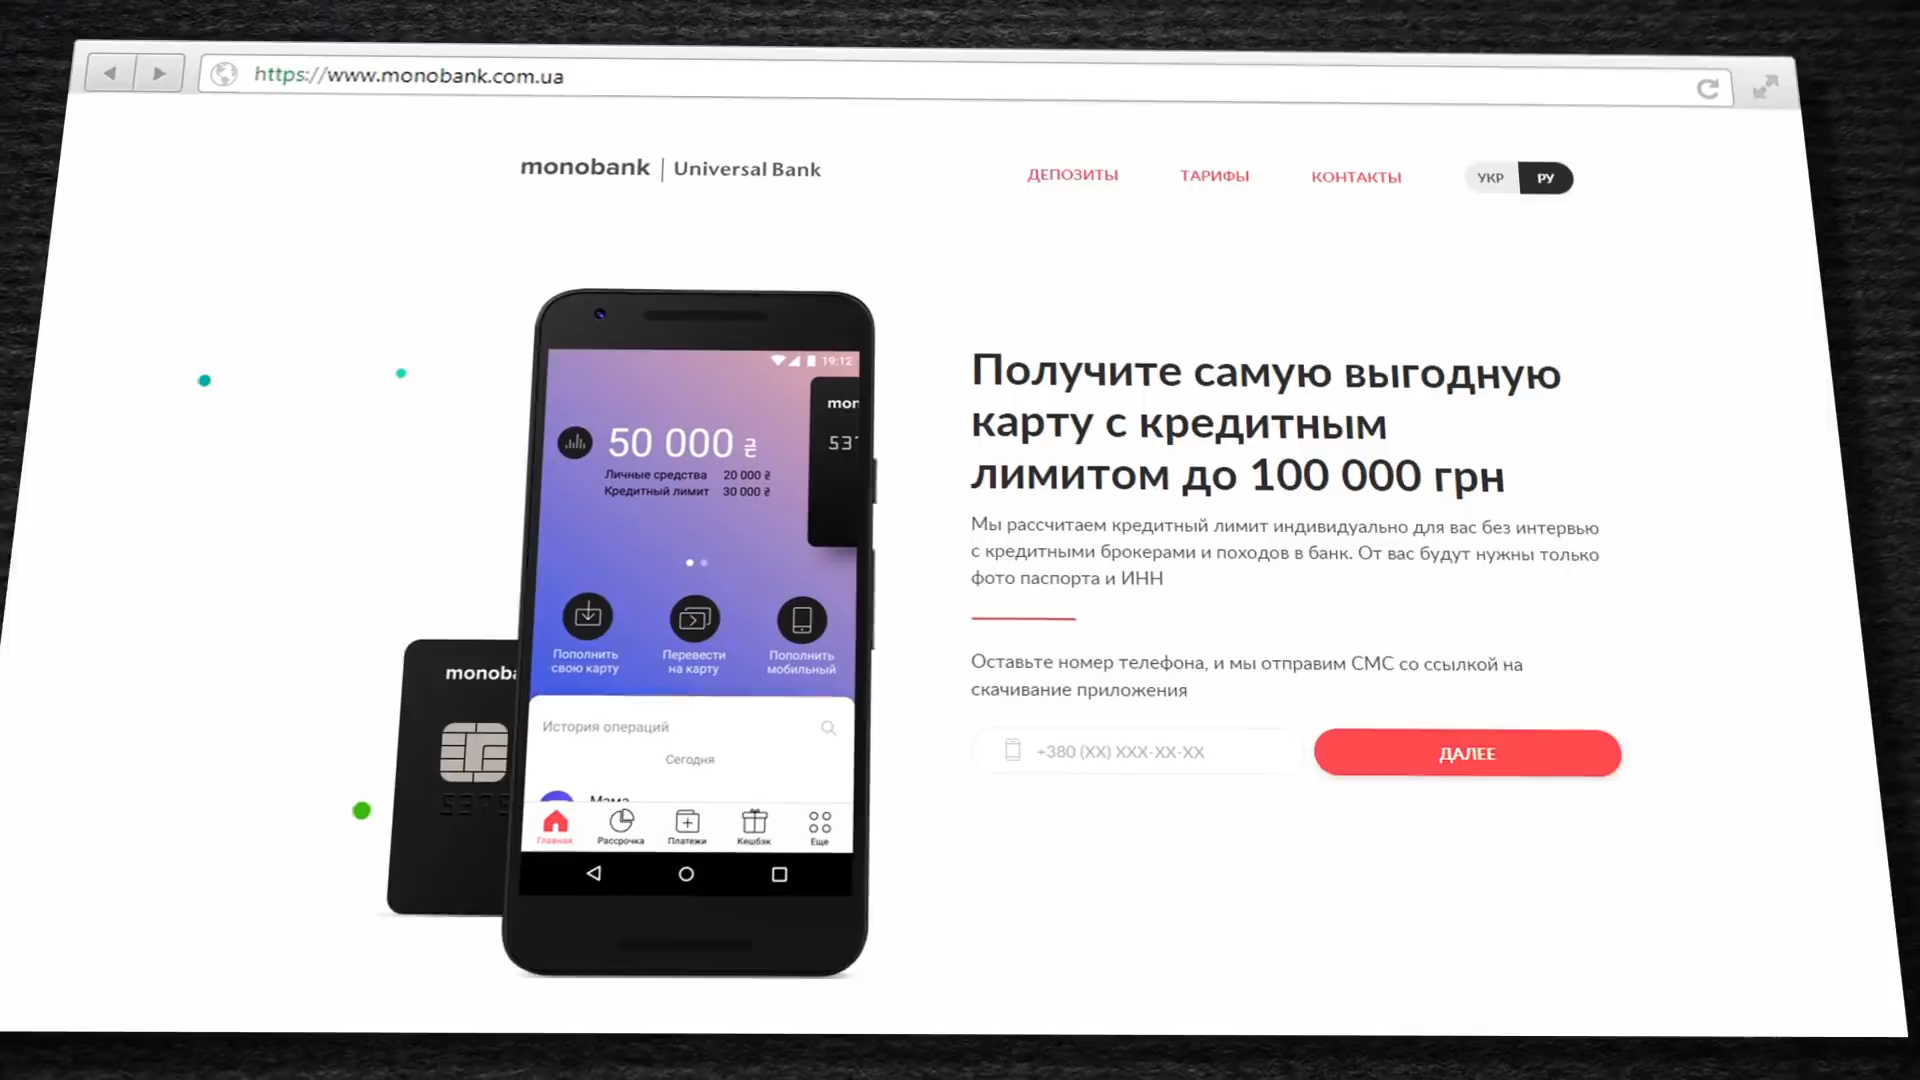 https://www.monobank.com.ua
monobank | Universal Bank
ДЕПОЗИТЫ
ТАРИФЫ
КОНТАКТЫ
УКР
РУ
19:12
50 000 ₴
Личные средства 20 000 ₴
Кредитный лимит 30 000 ₴
Пополнить
свою карту
Перевести
на карту
Пополнить
мобильный
История операций
Сегодня
Мама
Главная
Рассрочка
Платежи
Кешбэк
Еще
Получите самую выгодную
карту с кредитным
лимитом до 100 000 грн
Мы рассчитаем кредитный лимит индивидуально для вас без интервью
с кредитными брокерами и походов в банк. От вас будут нужны только
фото паспорта и ИНН
Оставьте номер телефона, и мы отправим СМС со ссылкой на
скачивание приложения
+380 (XX) XXX-XX-XX
ДАЛЕЕ